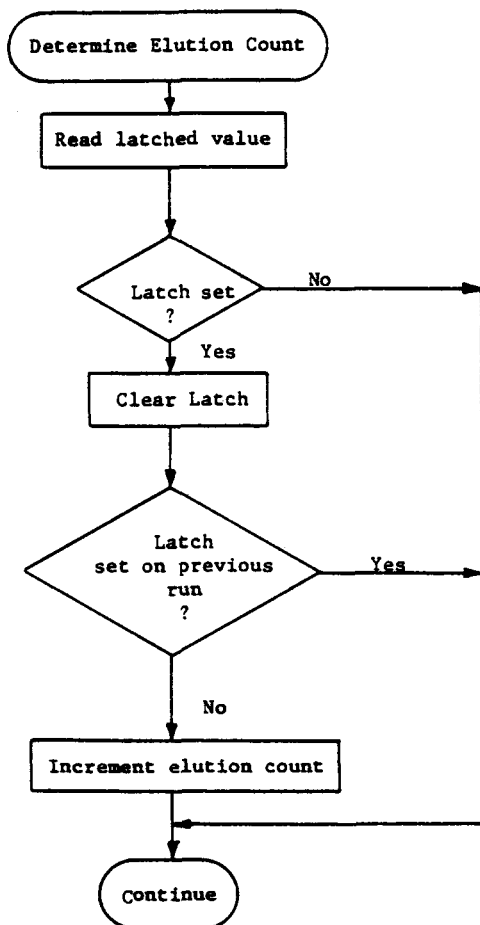 Determine Elution Count
Read latched value
Latch set
?
No
Yes
Clear Latch
Latch
set on previous
run
?
Yes
No
Increment elution count
Continue